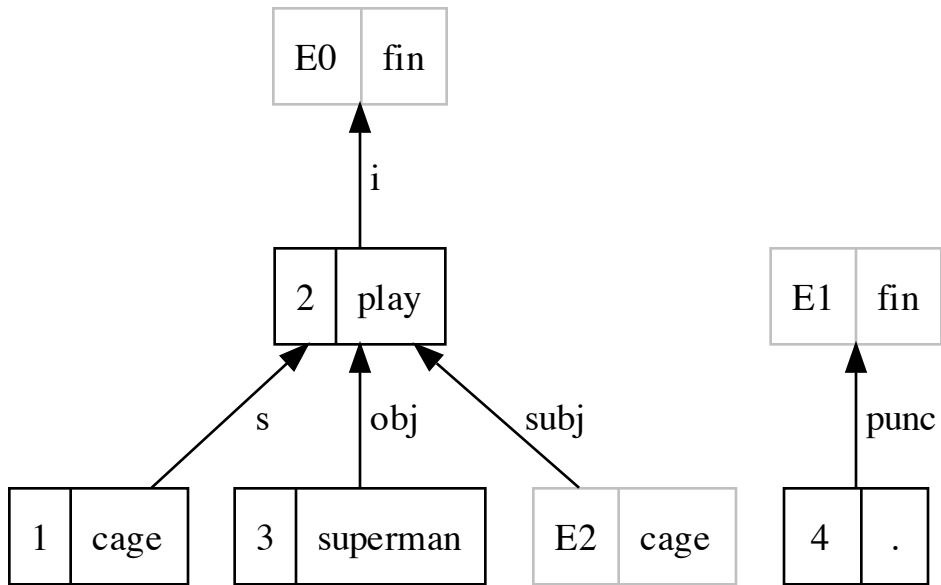 E0 fin
i
2 play
E1 fin
s obj subj punc
1 cage 3 superman E2 cage 4 .